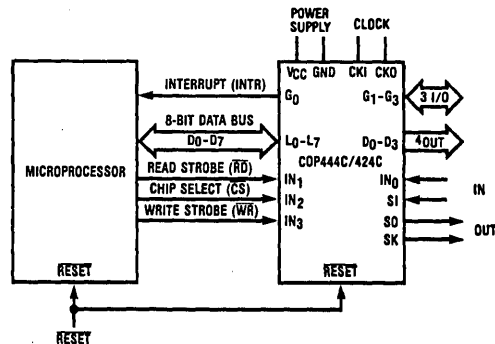 POWER
SUPPLY CLOCK
VCC GND CKI CKO
INTERRUPT (INTR) G0 G1-G3 3 I/O
8-BIT DATA BUS
D0-D7 L0-L7 D0-D3 4 OUT
MICROPROCESSOR COP444C/424C
READ STROBE (RD) IN1 IN0 IN
CHIP SELECT (CS) IN2 SI
WRITE STROBE (WR) IN3 SO OUT
SK
RESET RESET
RESET